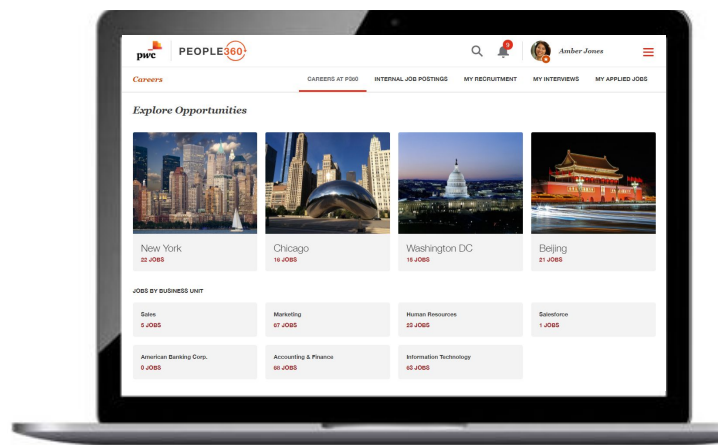 pwc PEOPLE360
9
Amber Jones
Careers
CAREERS AT P360 INTERNAL JOB POSTINGS MY RECRUITMENT MY INTERVIEWS MY APPLIED JOBS
Explore Opportunities
New York
22 JOBS
Chicago
16 JOBS
Washington DC
15 JOBS
Beijing
21 JOBS
JOBS BY BUSINESS UNIT
Sales
5 JOBS
Marketing
67 JOBS
Human Resources
23 JOBS
Salesforce
1 JOBS
American Banking Corp.
0 JOBS
Accounting & Finance
66 JOBS
Information Technology
63 JOBS